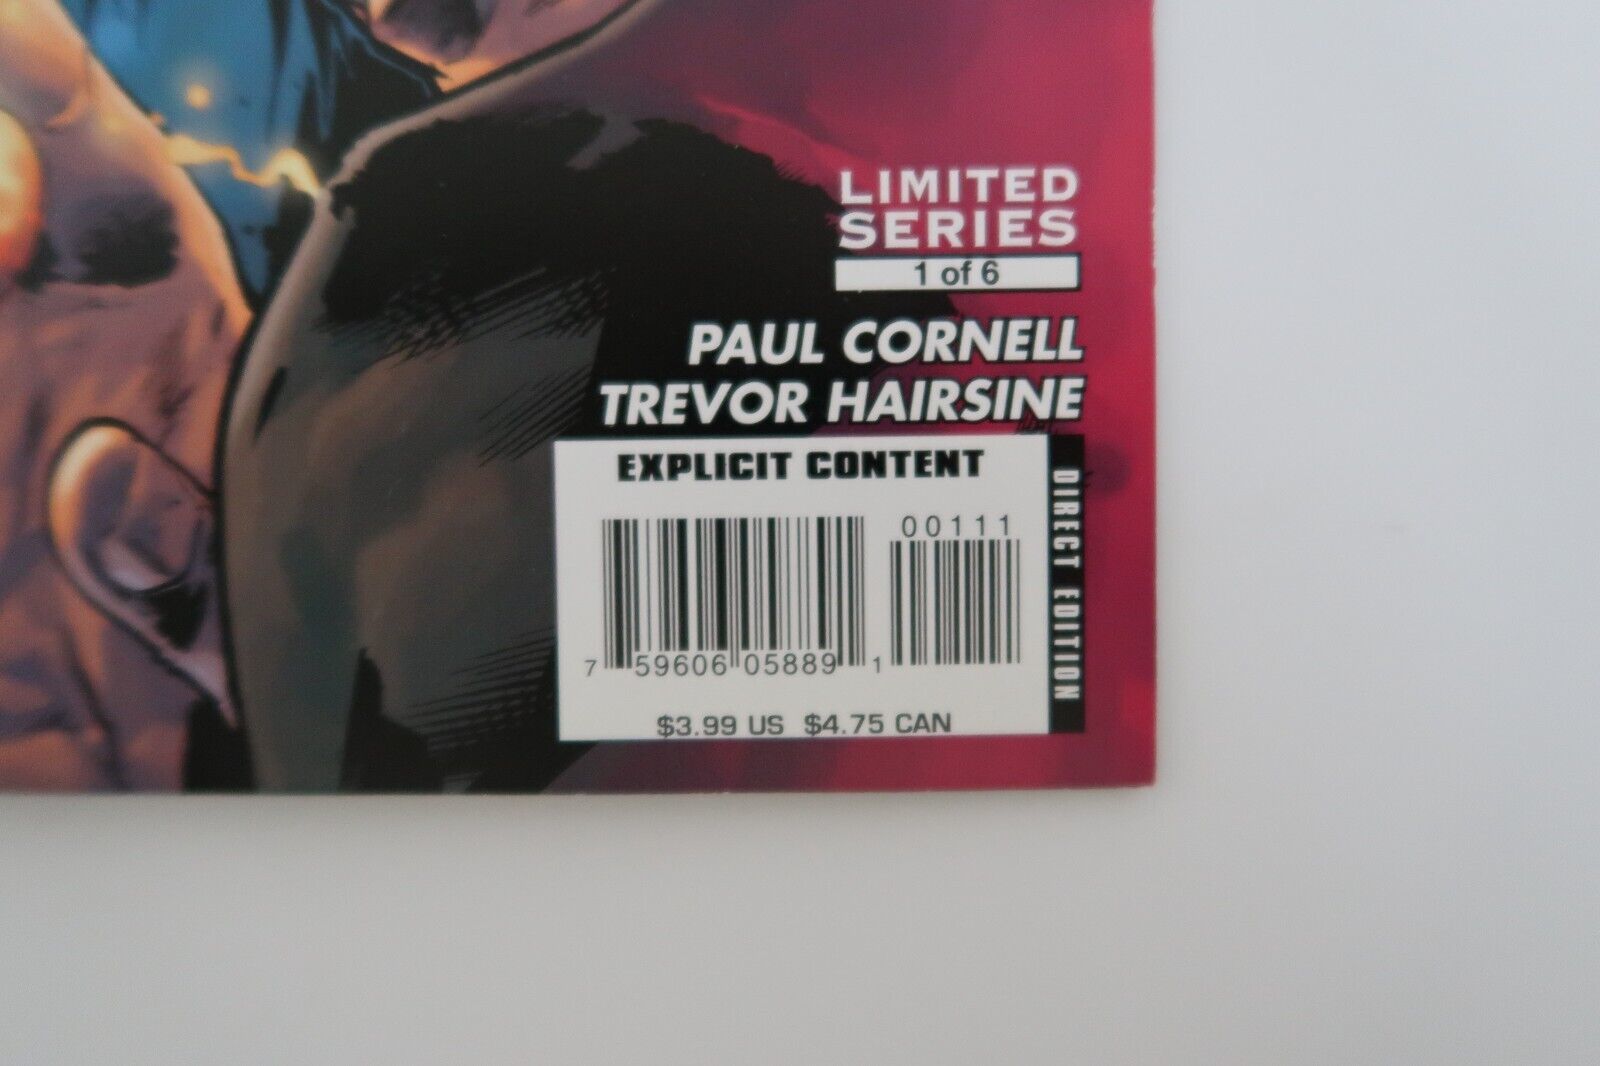 LIMITED
SERIES
1 of 6
PAUL CORNELL
TREVOR HAIRSINE
EXPLICIT CONTENT
00111
7 59606 05889 1
$3.99 US $4.75 CAN
DIRECT EDITION